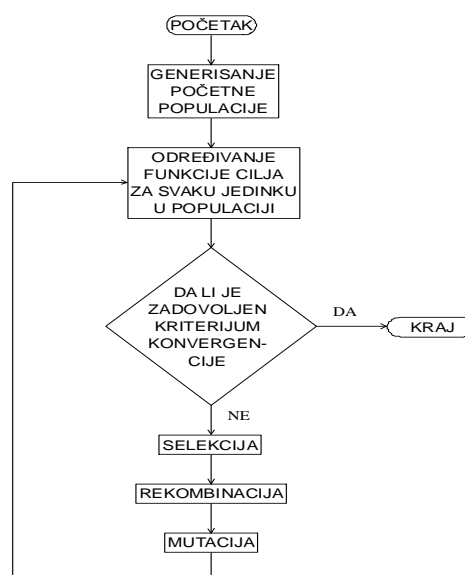 POČETAK
GENERISANJE
POČETNE
POPULACIJE
ODREĐIVANJE
FUNKCIJE CILJA
ZA SVAKU JEDINKU
U POPULACIJI
DA LI JE
ZADOVOLJEN
KRITERIJUM
KONVERGEN-
CIJE
DA
KRAJ
NE
SELEKCIJA
REKOMBINACIJA
MUTACIJA